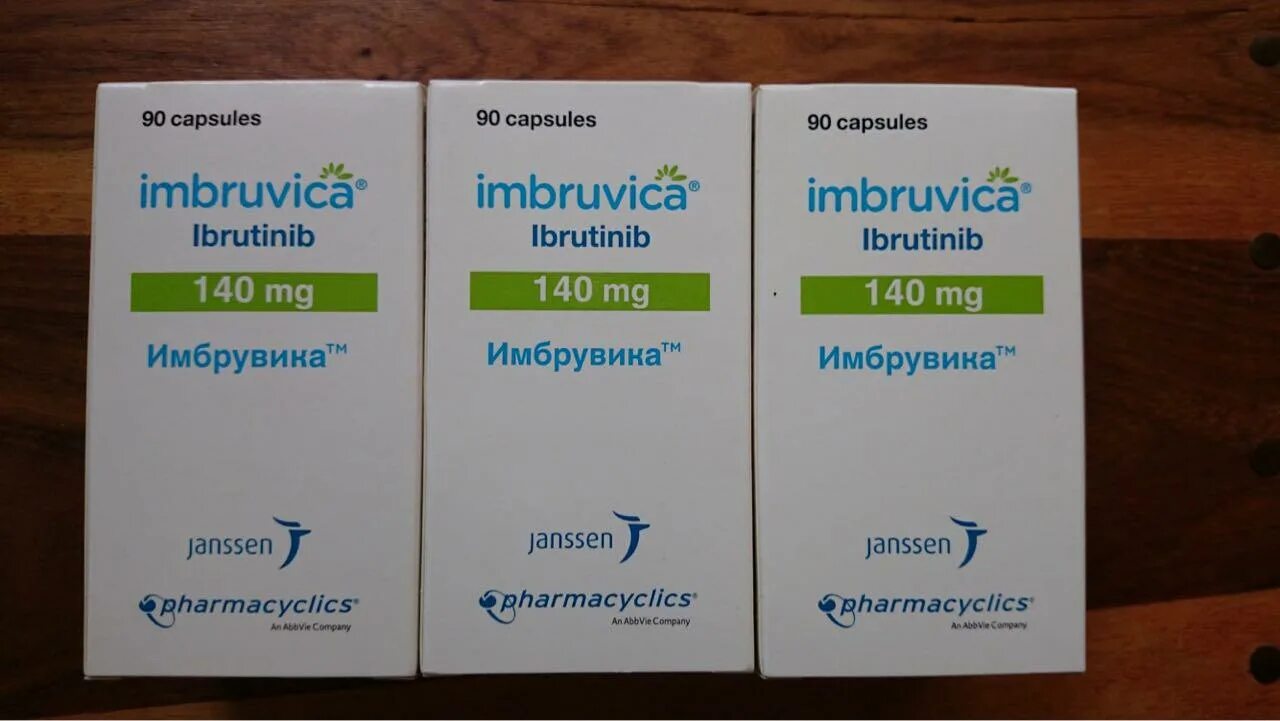 90 capsules
imbruvica®
Ibrutinib
140 mg
Имбрувика™
janssen
pharmacyclics®
An AbbVie Company
90 capsules
imbruvica®
Ibrutinib
140 mg
Имбрувика™
janssen
pharmacyclics®
An AbbVie Company
90 capsules
imbruvica®
Ibrutinib
140 mg
Имбрувика™
janssen
pharmacyclics®
An AbbVie Company